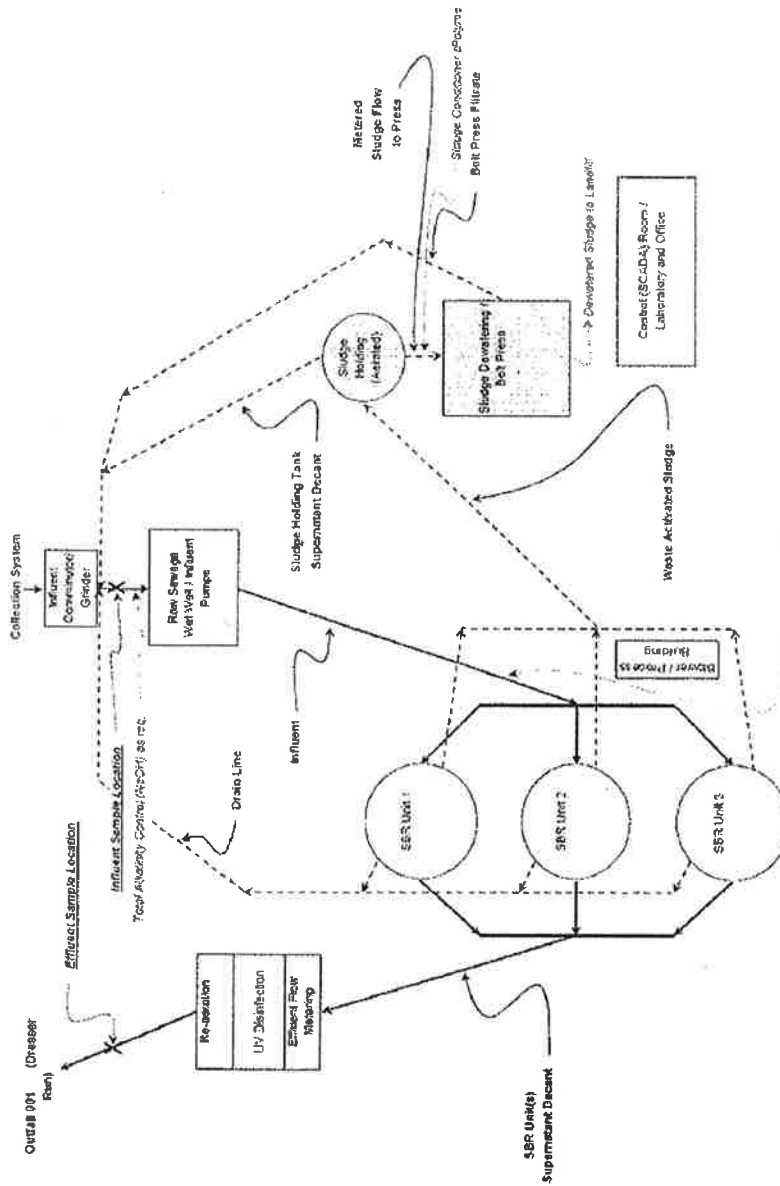 Collection System
Influent
Grinder
Raw Sewage
Wet Well / Influent
Pumps
Effluent Sample Location
Influent Sample Location
Total Alkalinity Control (NaOH) as req.
Outfall 001 (Dresser
Run)
Drain Line
Influent
Sludge Holding Tank
Supernatant Decant
Sludge
Holding
(Aerated)
Metered
Sludge Flow
to Press
Sludge Conditioner
Belt Press Filtrate
Sludge Dewatering /
Belt Press
--> Dewatered Sludge to Landfill
Control (SCADA) Room /
Laboratory and Office
Waste Activated Sludge
Blower / Process
Building
SBR Unit 1
SBR Unit 2
SBR Unit 3
Re-aeration
UV Disinfection
Effluent Flow
Metering
SBR Unit(s)
Supernatant Decant